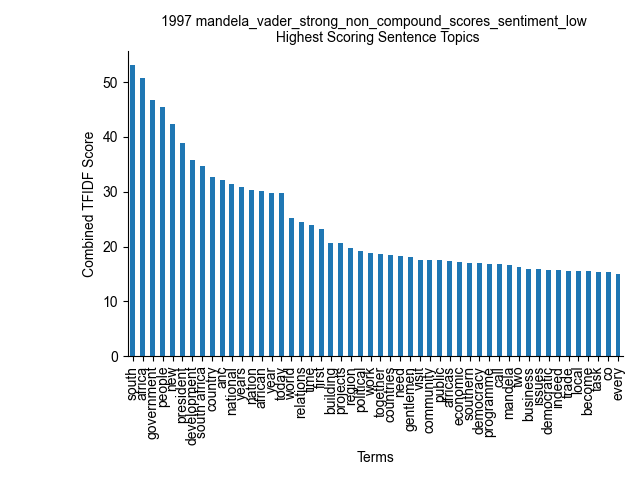 1997 mandela_vader_strong_non_compound_scores_sentiment_low
Highest Scoring Sentence Topics
Combined TFIDF Score
50
40
30
20
10
0
south
africa
government
people
new
president
development
south africa
country
anc
national
years
nation
african
year
today
world
relations
time
first
building
projects
region
political
work
together
countries
need
gentlemen
visit
community
public
africas
economic
southern
democracy
programme
call
mandela
two
business
issues
democratic
indeed
trade
local
become
task
co
every
Terms